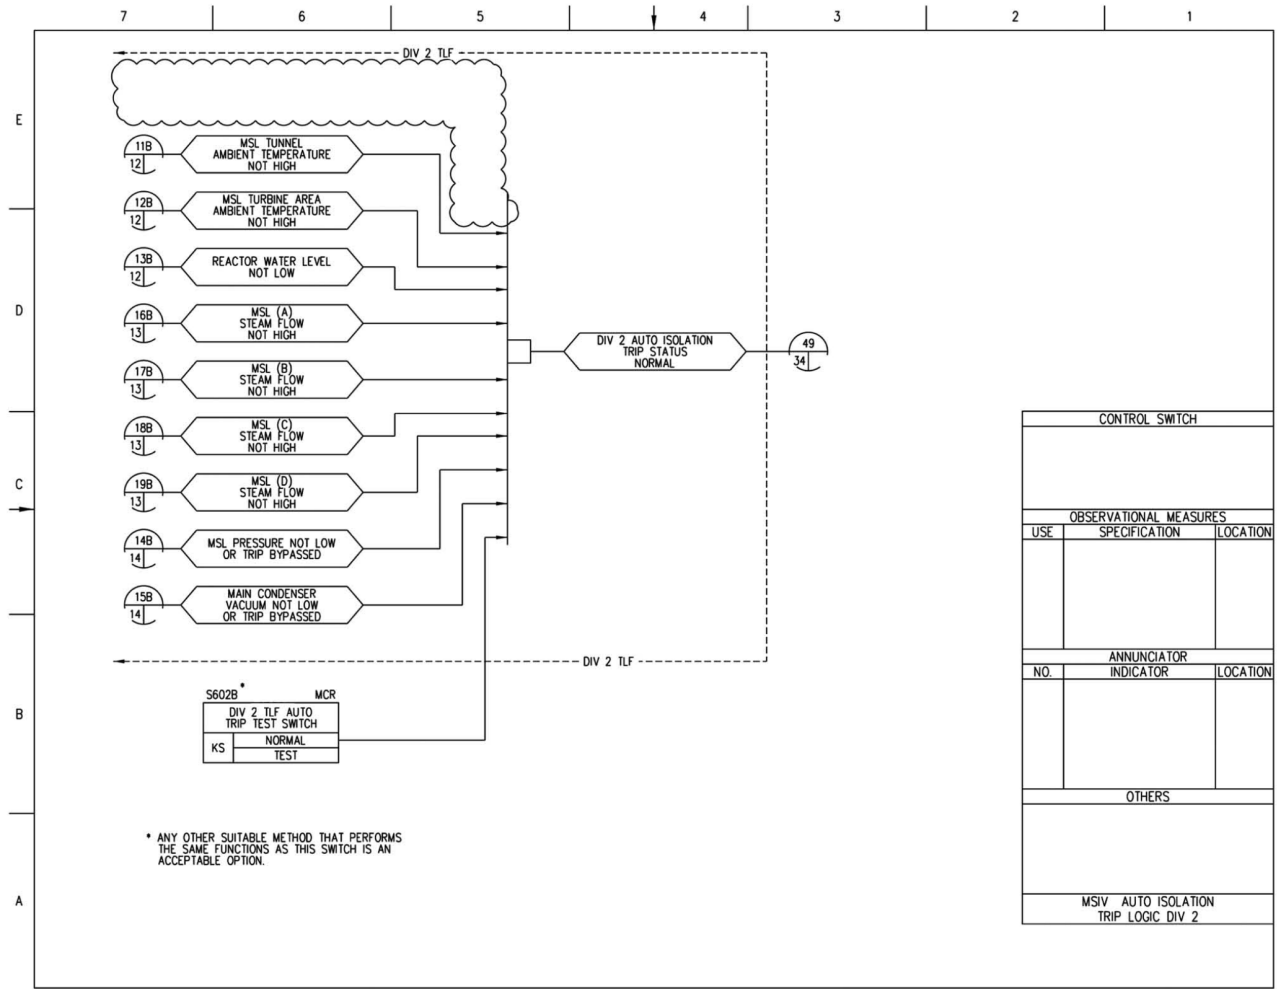 7 6 5 4 3 2 1
E
D
C
B
A
DIV 2 TLF
11B
12
MSL TUNNEL
AMBIENT TEMPERATURE
NOT HIGH
12B
12
MSL TURBINE AREA
AMBIENT TEMPERATURE
NOT HIGH
13B
12
REACTOR WATER LEVEL
NOT LOW
16B
13
MSL (A)
STEAM FLOW
NOT HIGH
17B
13
MSL (B)
STEAM FLOW
NOT HIGH
18B
13
MSL (C)
STEAM FLOW
NOT HIGH
19B
13
MSL (D)
STEAM FLOW
NOT HIGH
14B
14
MSL PRESSURE NOT LOW
OR TRIP BYPASSED
15B
14
MAIN CONDENSER
VACUUM NOT LOW
OR TRIP BYPASSED
DIV 2 AUTO ISOLATION
TRIP STATUS
NORMAL
49
34
DIV 2 TLF
S602B * MCR
DIV 2 TLF AUTO
TRIP TEST SWITCH
KS
NORMAL
TEST
* ANY OTHER SUITABLE METHOD THAT PERFORMS
THE SAME FUNCTIONS AS THIS SWITCH IS AN
ACCEPTABLE OPTION.
CONTROL SWITCH
OBSERVATIONAL MEASURES
USE SPECIFICATION LOCATION
ANNUNCIATOR
NO. INDICATOR LOCATION
OTHERS
MSIV AUTO ISOLATION
TRIP LOGIC DIV 2